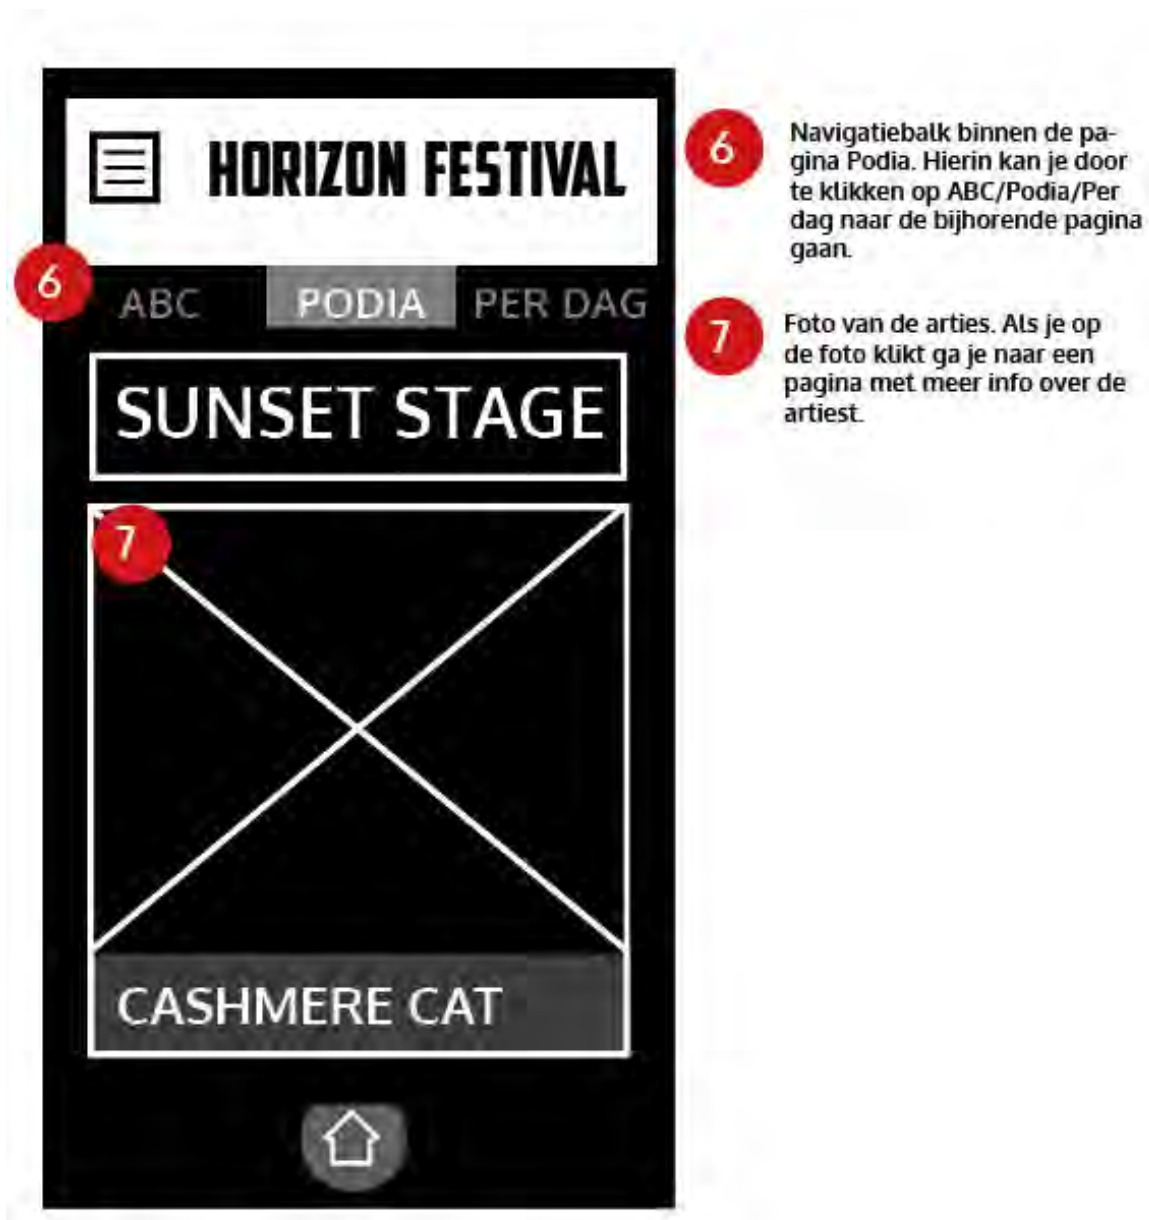 HORIZON FESTIVAL
6
ABC PODIA PER DAG
SUNSET STAGE
7
CASHMERE CAT
6
Navigatiebalk binnen de pa-
gina Podia. Hierin kan je door
te klikken op ABC/Podia/Per
dag naar de bijhorende pagina
gaan.
7
Foto van de arties. Als je op
de foto klikt ga je naar een
pagina met meer info over de
artiest.